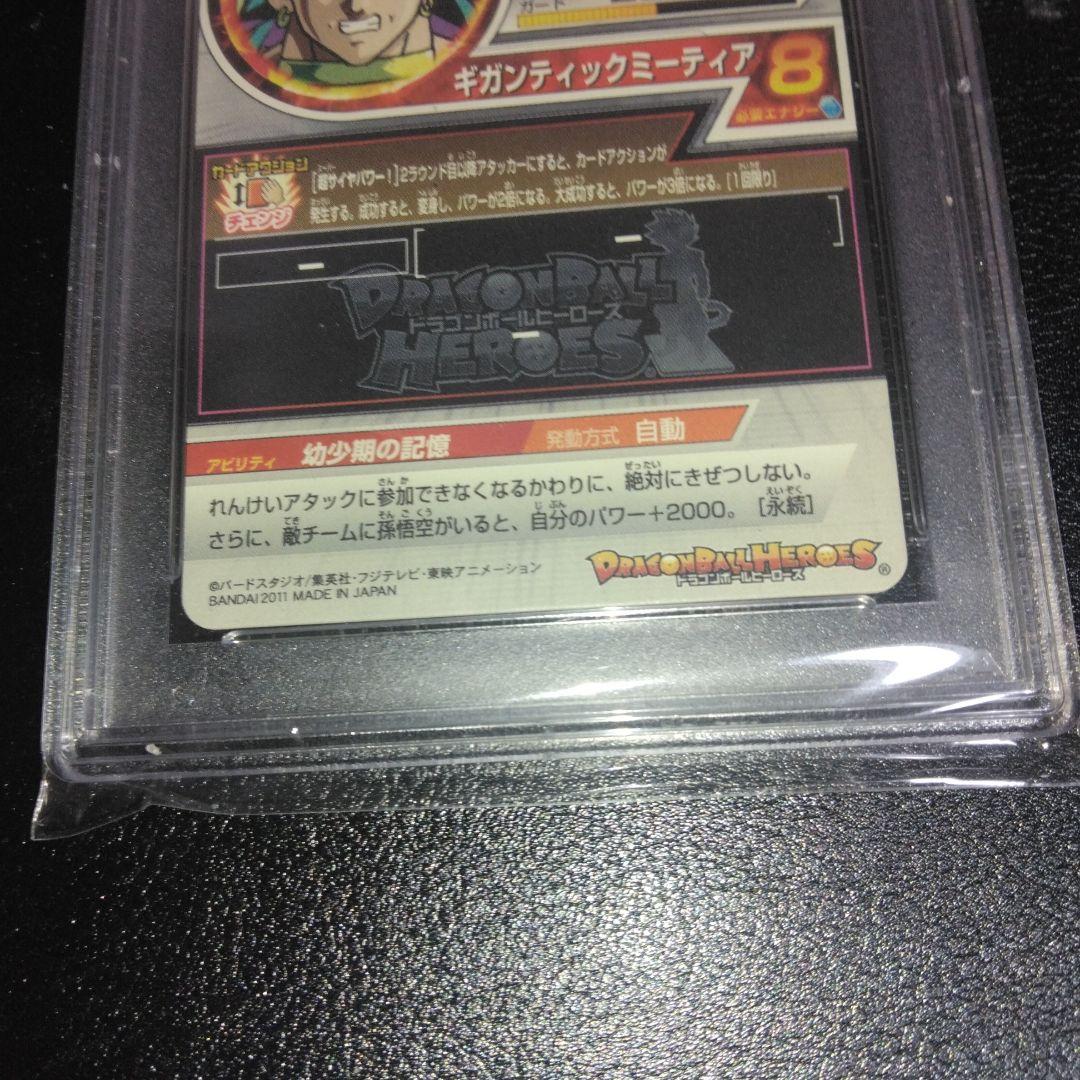 ガード
ギガンティックミーティア
8
必要エナジー
カードアクション
チェンジ
[超サイヤパワー！]2ラウンド目以降アタッカーにすると、カードアクションが
発生する。成功すると、変身し、パワーが2倍になる。大成功すると、パワーが3倍になる。[1回限り]
DRAGON BALL
ドラゴンボールヒーローズ
HEROES
アビリティ 幼少期の記憶 発動方式 自動
れんけいアタックに参加できなくなるかわりに、絶対にきぜつしない。
さらに、敵チームに孫悟空がいると、自分のパワー+2000。 [永続]
©バードスタジオ/集英社・フジテレビ・東映アニメーション
BANDAI 2011 MADE IN JAPAN
DRAGON BALL HEROES®
ドラゴンボールヒーローズ